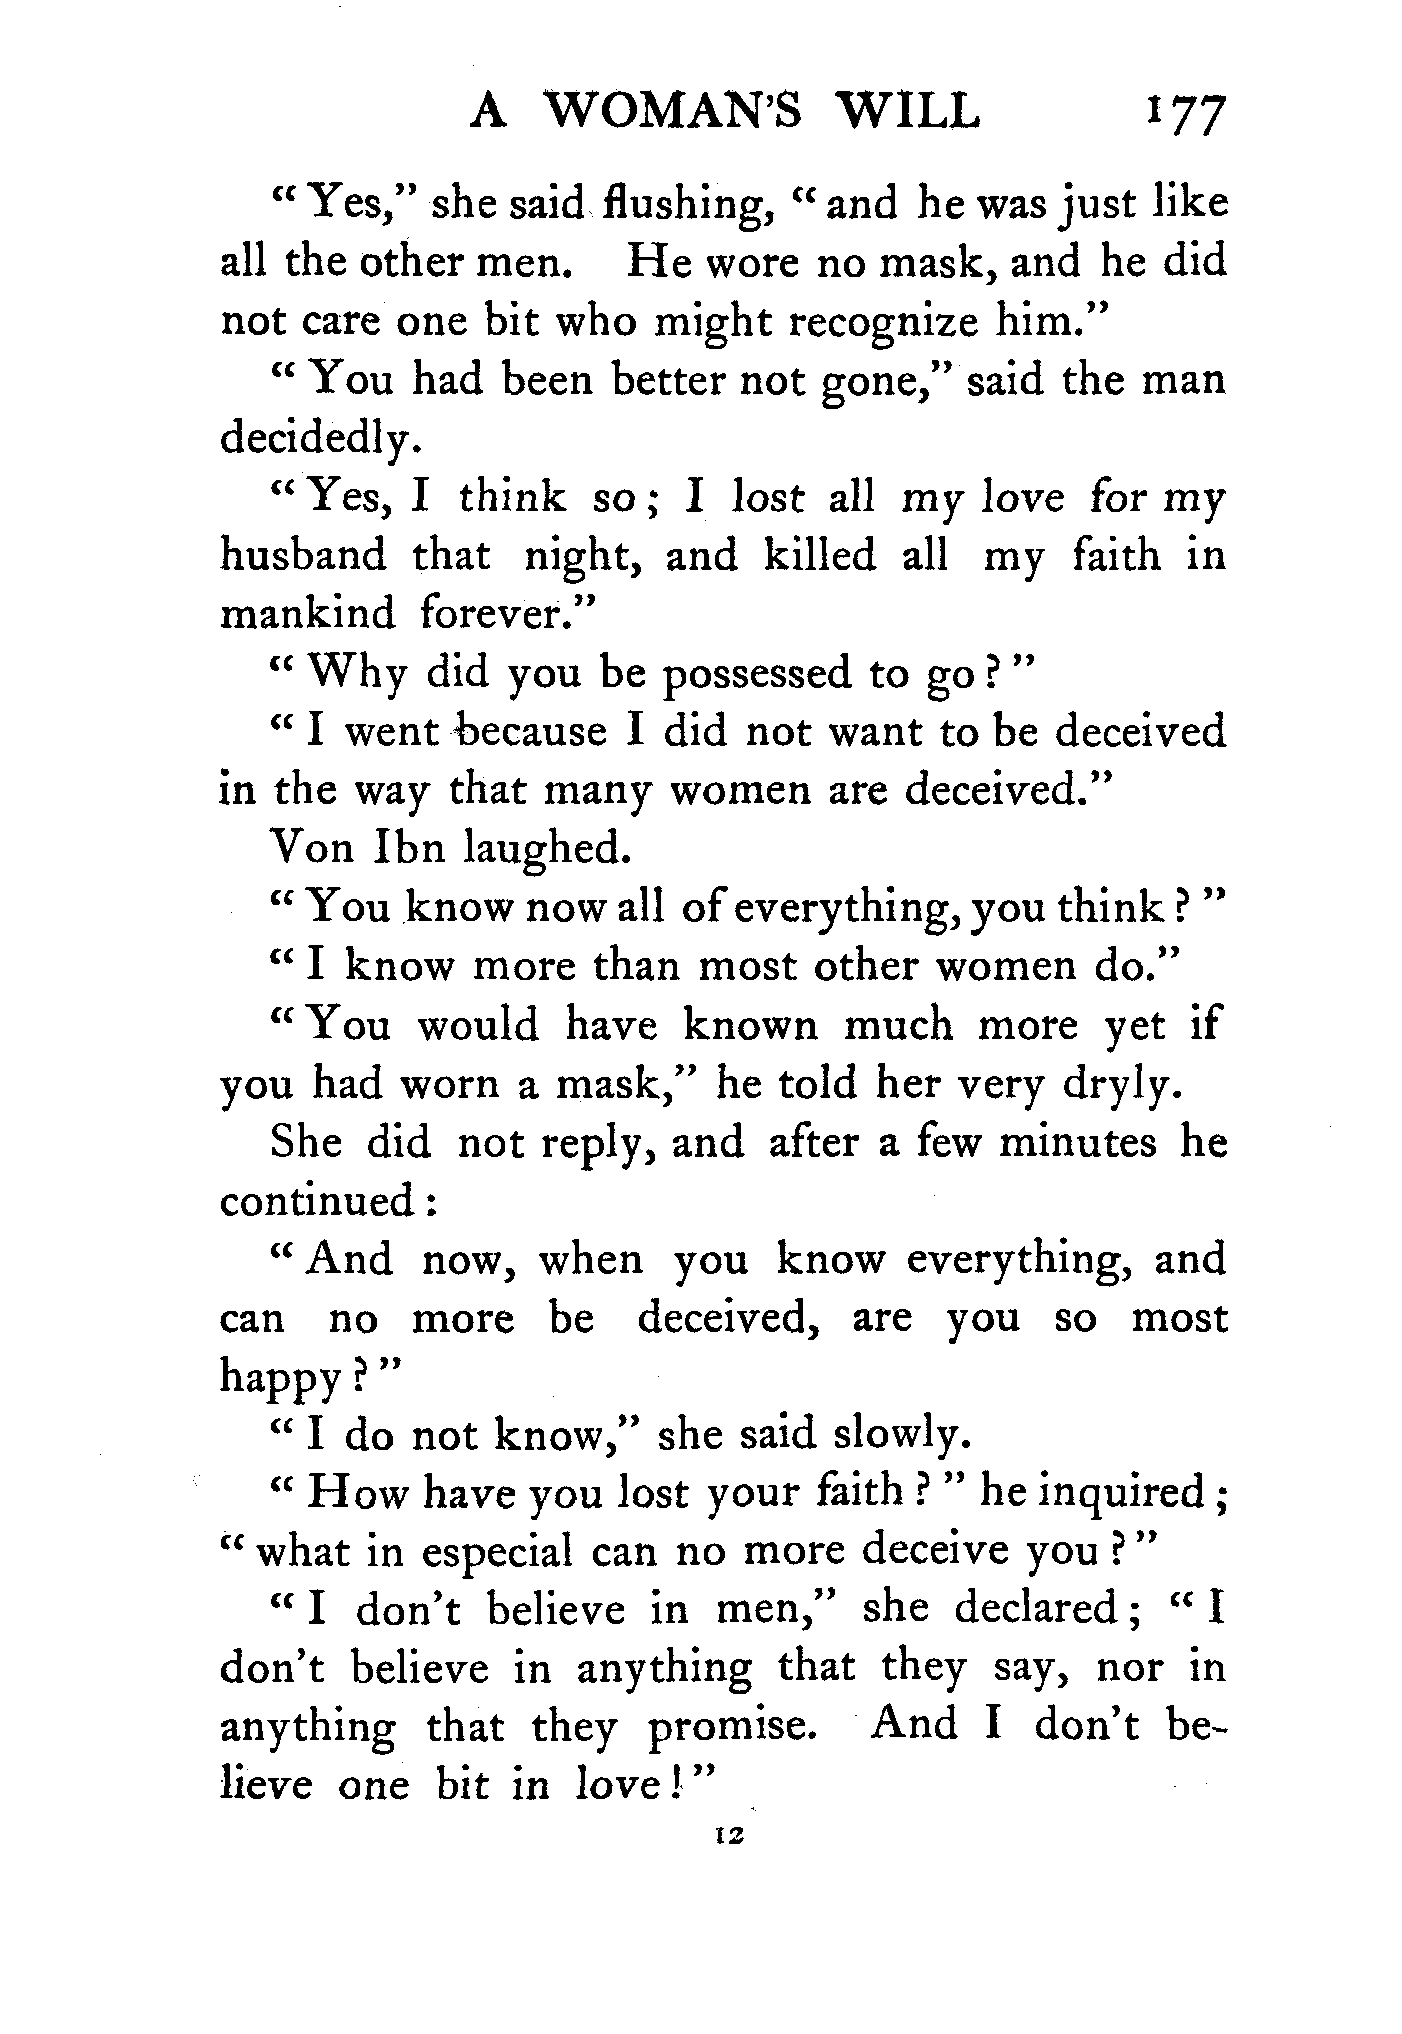 A WOMAN'S WILL 177
“ Yes,” she said flushing, “ and he was just like
all the other men. He wore no mask, and he did
not care one bit who might recognize him.”
“ You had been better not gone,” said the man
decidedly.
“ Yes, I think so ; I lost all my love for my
husband that night, and killed all my faith in
mankind forever.”
“ Why did you be possessed to go ? ”
“ I went because I did not want to be deceived
in the way that many women are deceived.”
Von Ibn laughed.
“ You know now all of everything, you think ? ”
“ I know more than most other women do.”
“ You would have known much more yet if
you had worn a mask,” he told her very dryly.
She did not reply, and after a few minutes he
continued :
“ And now, when you know everything, and
can no more be deceived, are you so most
happy ? ”
“ I do not know,” she said slowly.
“ How have you lost your faith ? ” he inquired ;
“ what in especial can no more deceive you ? ”
“ I don't believe in men,” she declared ; “ I
don't believe in anything that they say, nor in
anything that they promise. And I don't be-
lieve one bit in love ! ”
12